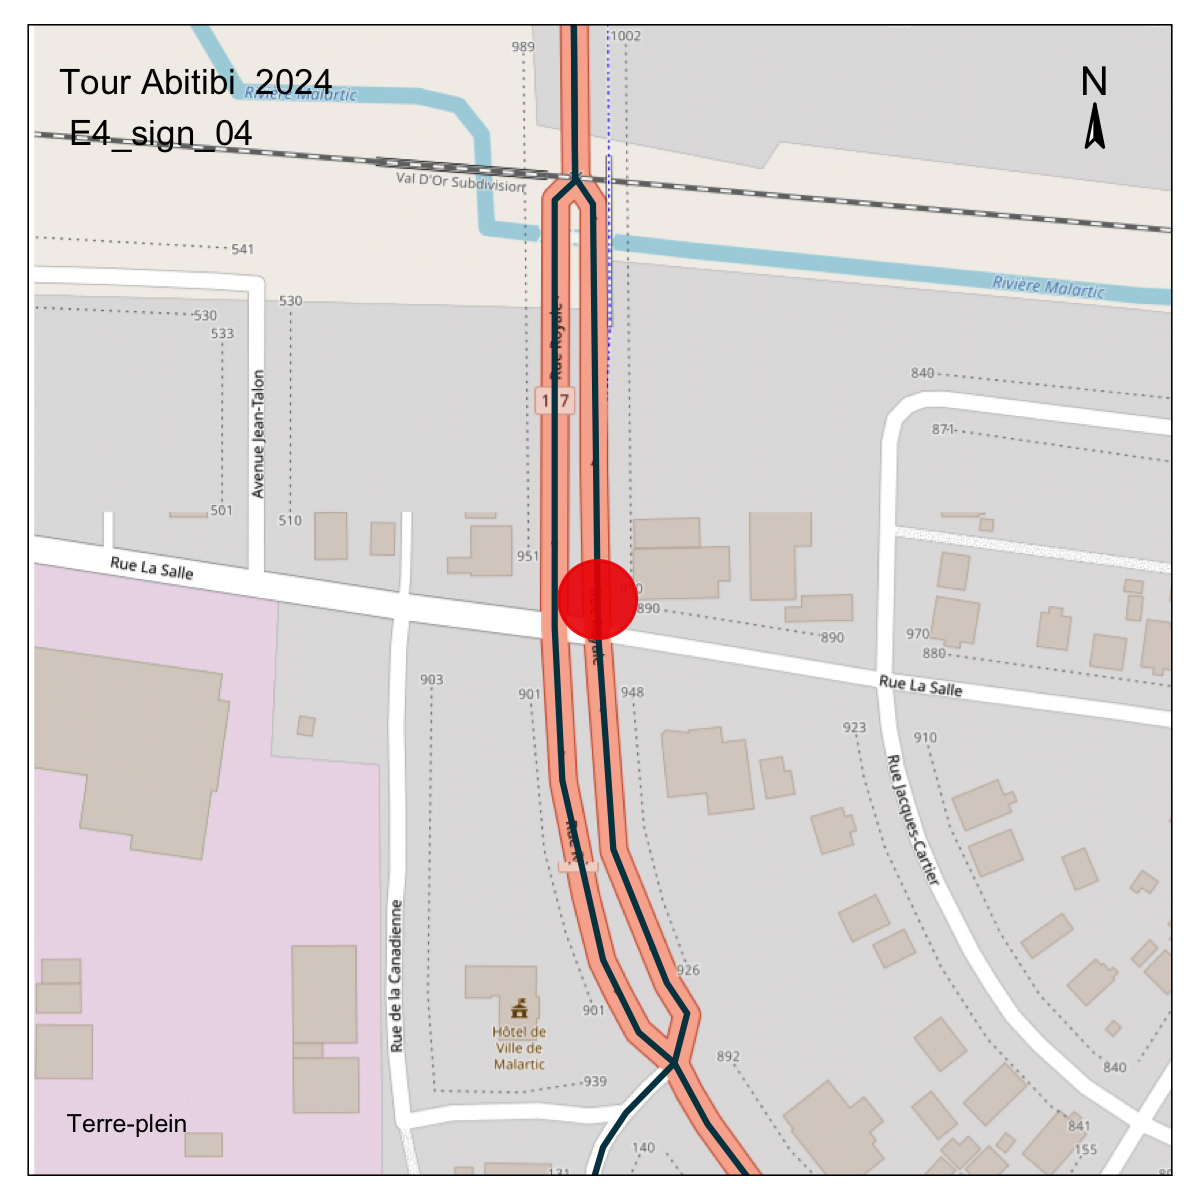 989
1002
Tour Abitibi 2024
Rivière Malartic
N
E4_sign_04
Val D'Or Subdivision
541
Rivière Malartic
530
530
533
Rue Royale
840
Avenue Jean-Talon
871
501
510
951
Rue La Salle
890
890
970
880
903
901
948
Rue La Salle
923
910
Rue Jacques-Cartier
Rue de la Canadienne
926
901
Hôtel de
Ville de
Malartic
892
939
840
Terre-plein
841
140
155
131